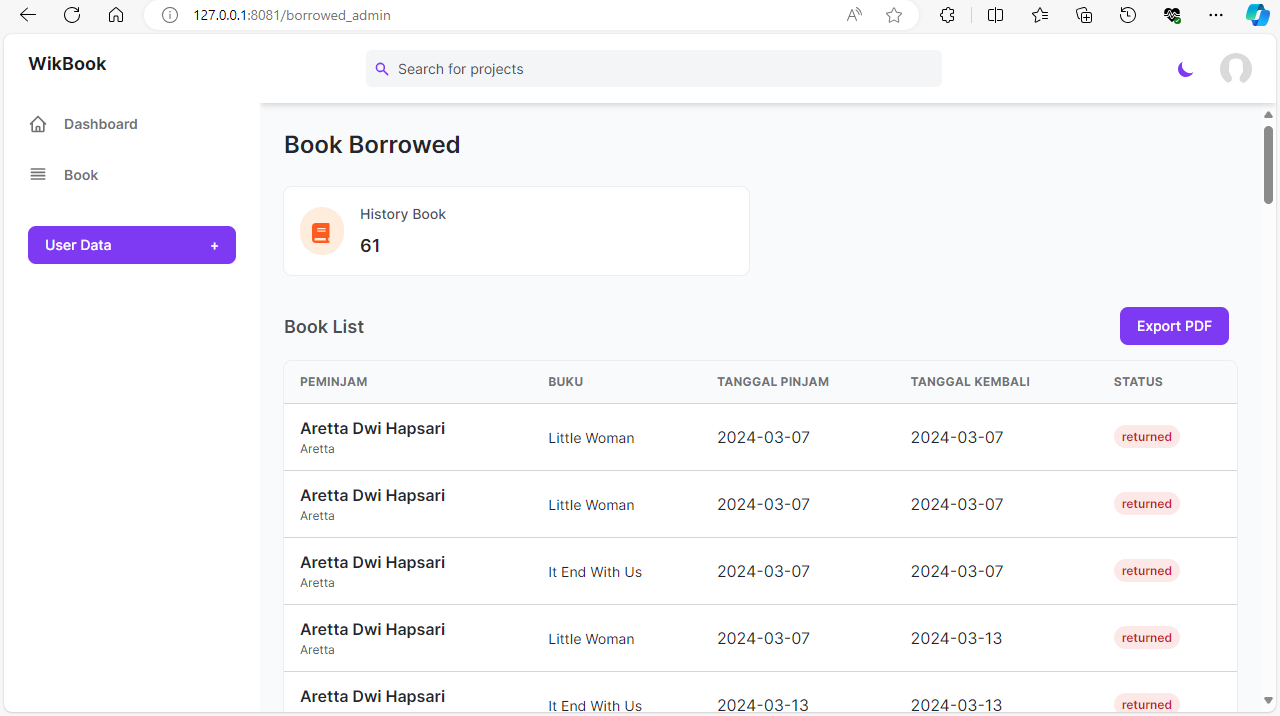 127.0.0.1:8081/borrowed_admin
WikBook
Search for projects
Dashboard
Book
User Data +
Book Borrowed
History Book
61
Book List
Export PDF
PEMINJAM BUKU TANGGAL PINJAM TANGGAL KEMBALI STATUS
Aretta Dwi Hapsari
Aretta
Little Woman 2024-03-07 2024-03-07 returned
Aretta Dwi Hapsari
Aretta
Little Woman 2024-03-07 2024-03-07 returned
Aretta Dwi Hapsari
Aretta
It End With Us 2024-03-07 2024-03-07 returned
Aretta Dwi Hapsari
Aretta
Little Woman 2024-03-07 2024-03-13 returned
Aretta Dwi Hapsari
It End With Us 2024-03-13 2024-03-13 returned